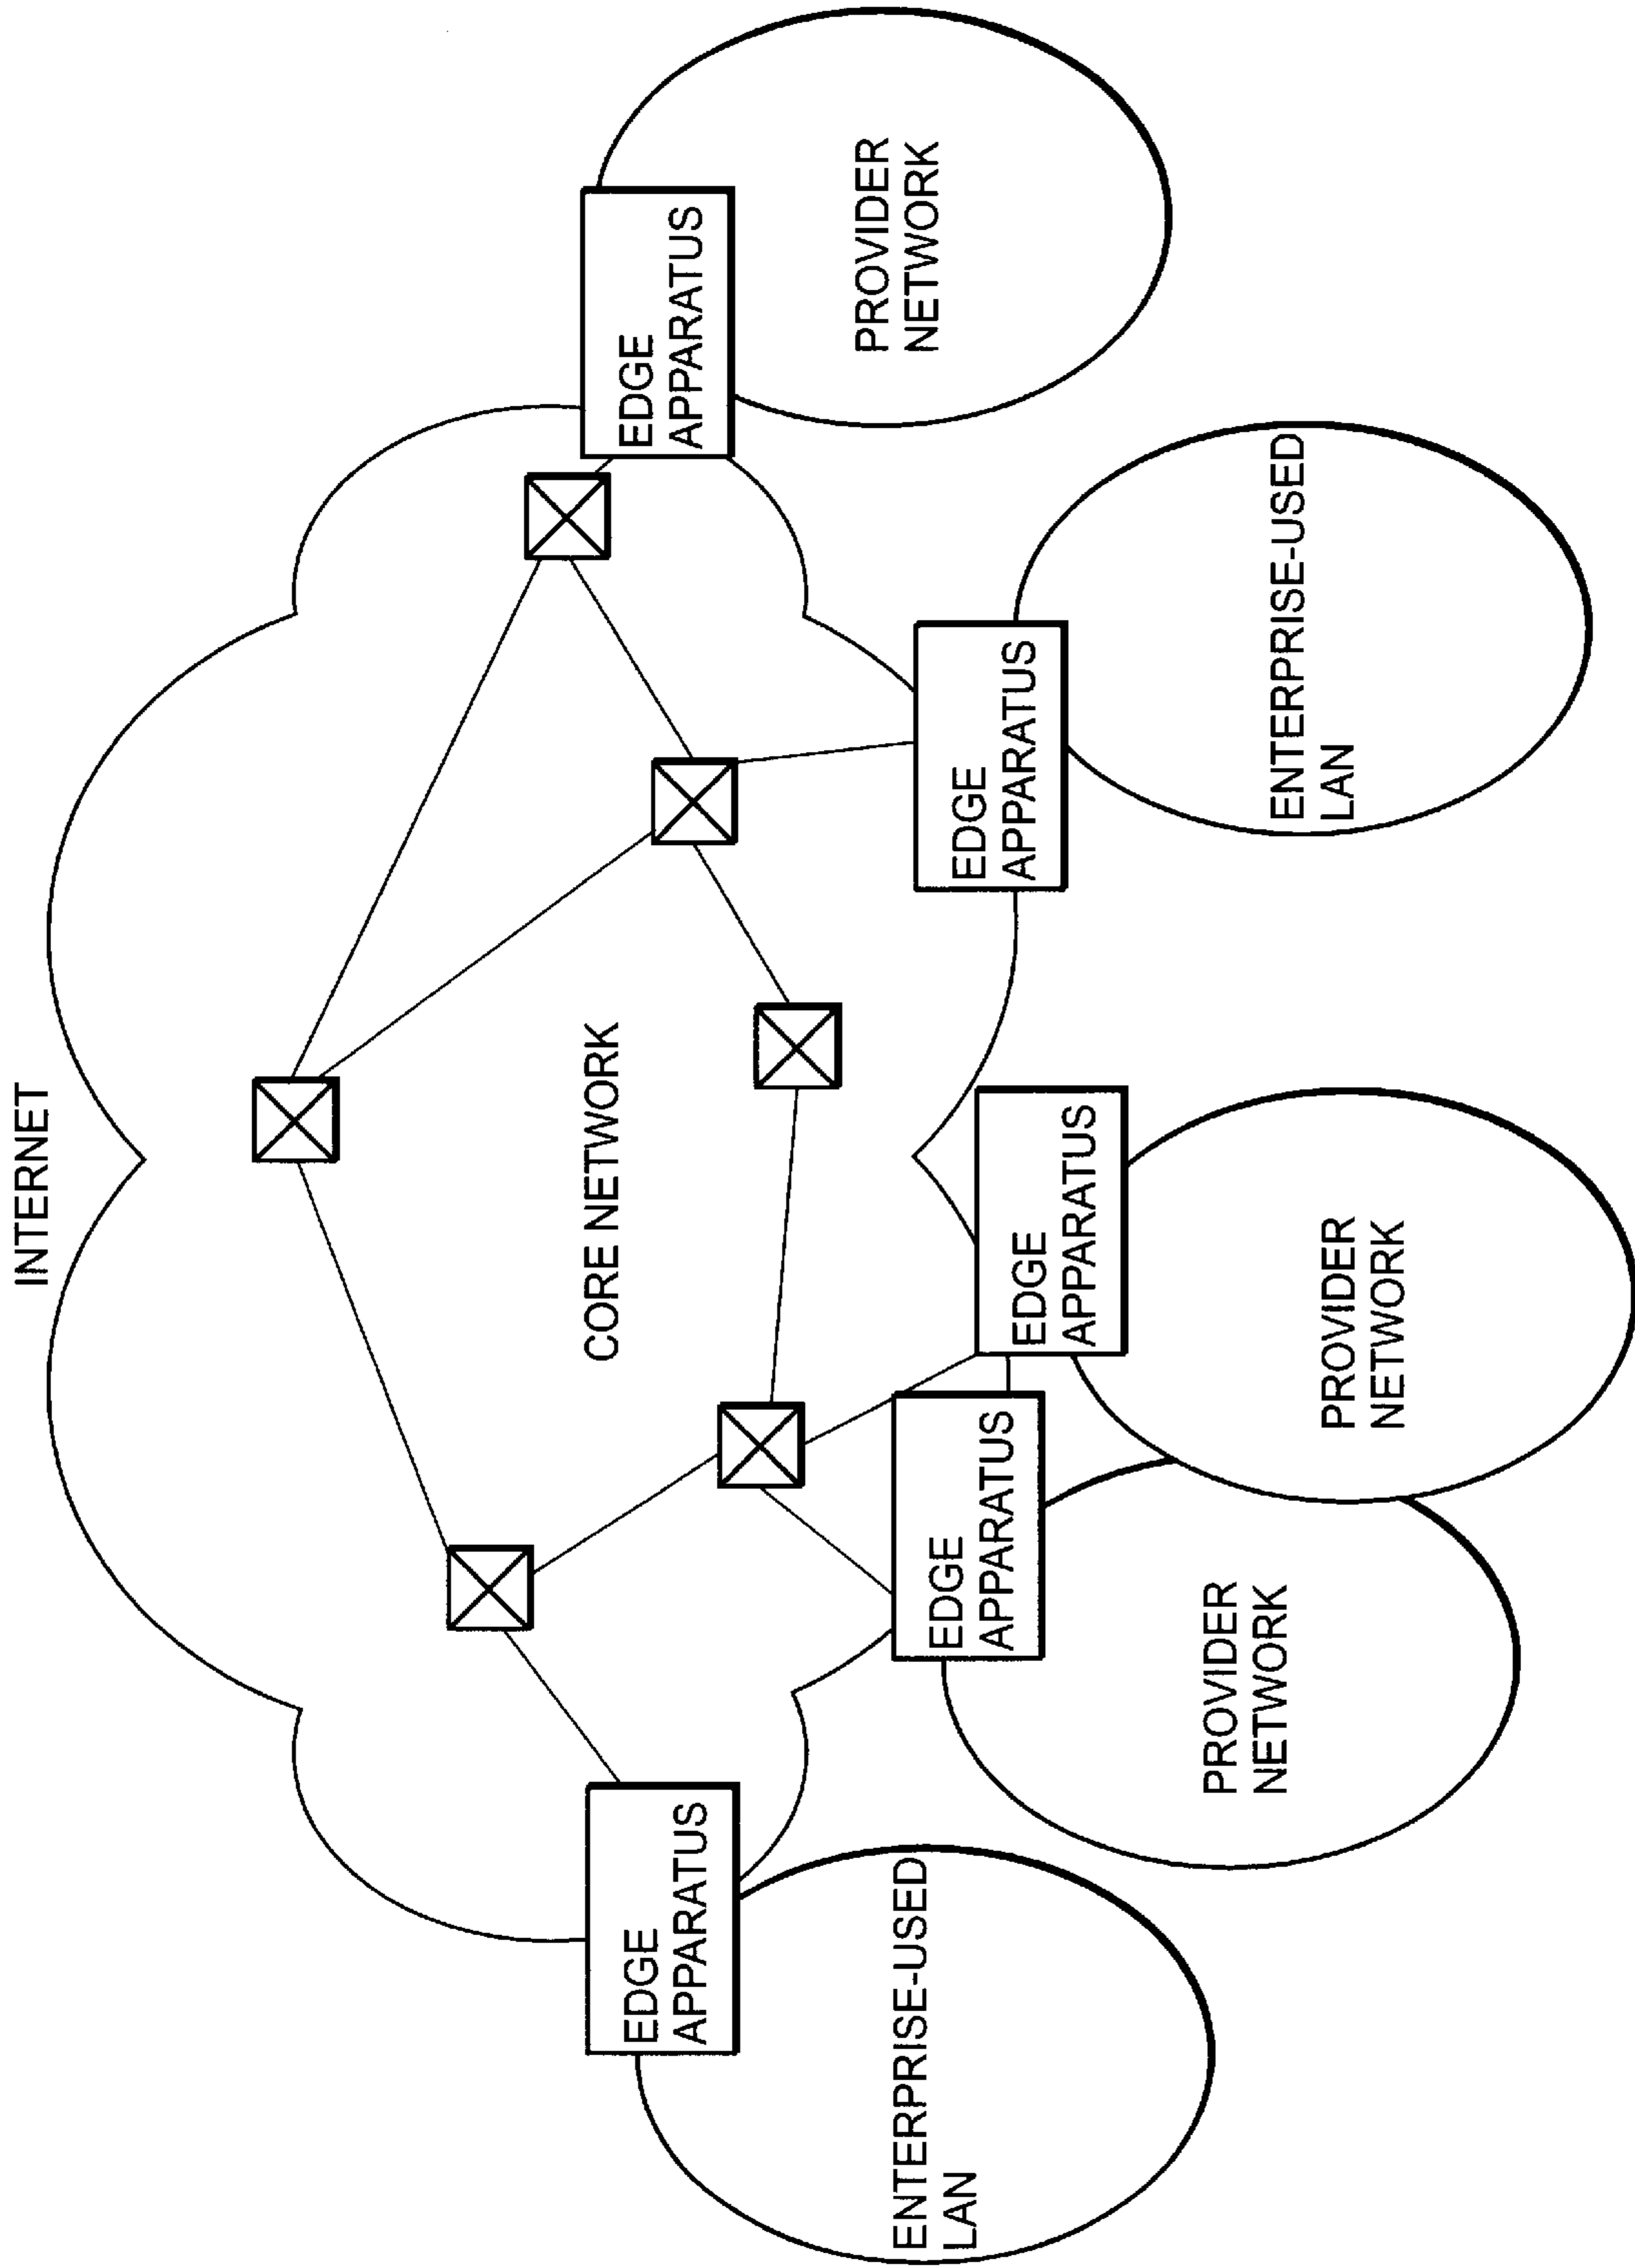 INTERNET
CORE NETWORK
EDGE
APPARATUS
ENTERPRISE-USED
LAN
EDGE
APPARATUS
PROVIDER
NETWORK
EDGE
APPARATUS
PROVIDER
NETWORK
EDGE
APPARATUS
ENTERPRISE-USED
LAN
EDGE
APPARATUS
PROVIDER
NETWORK